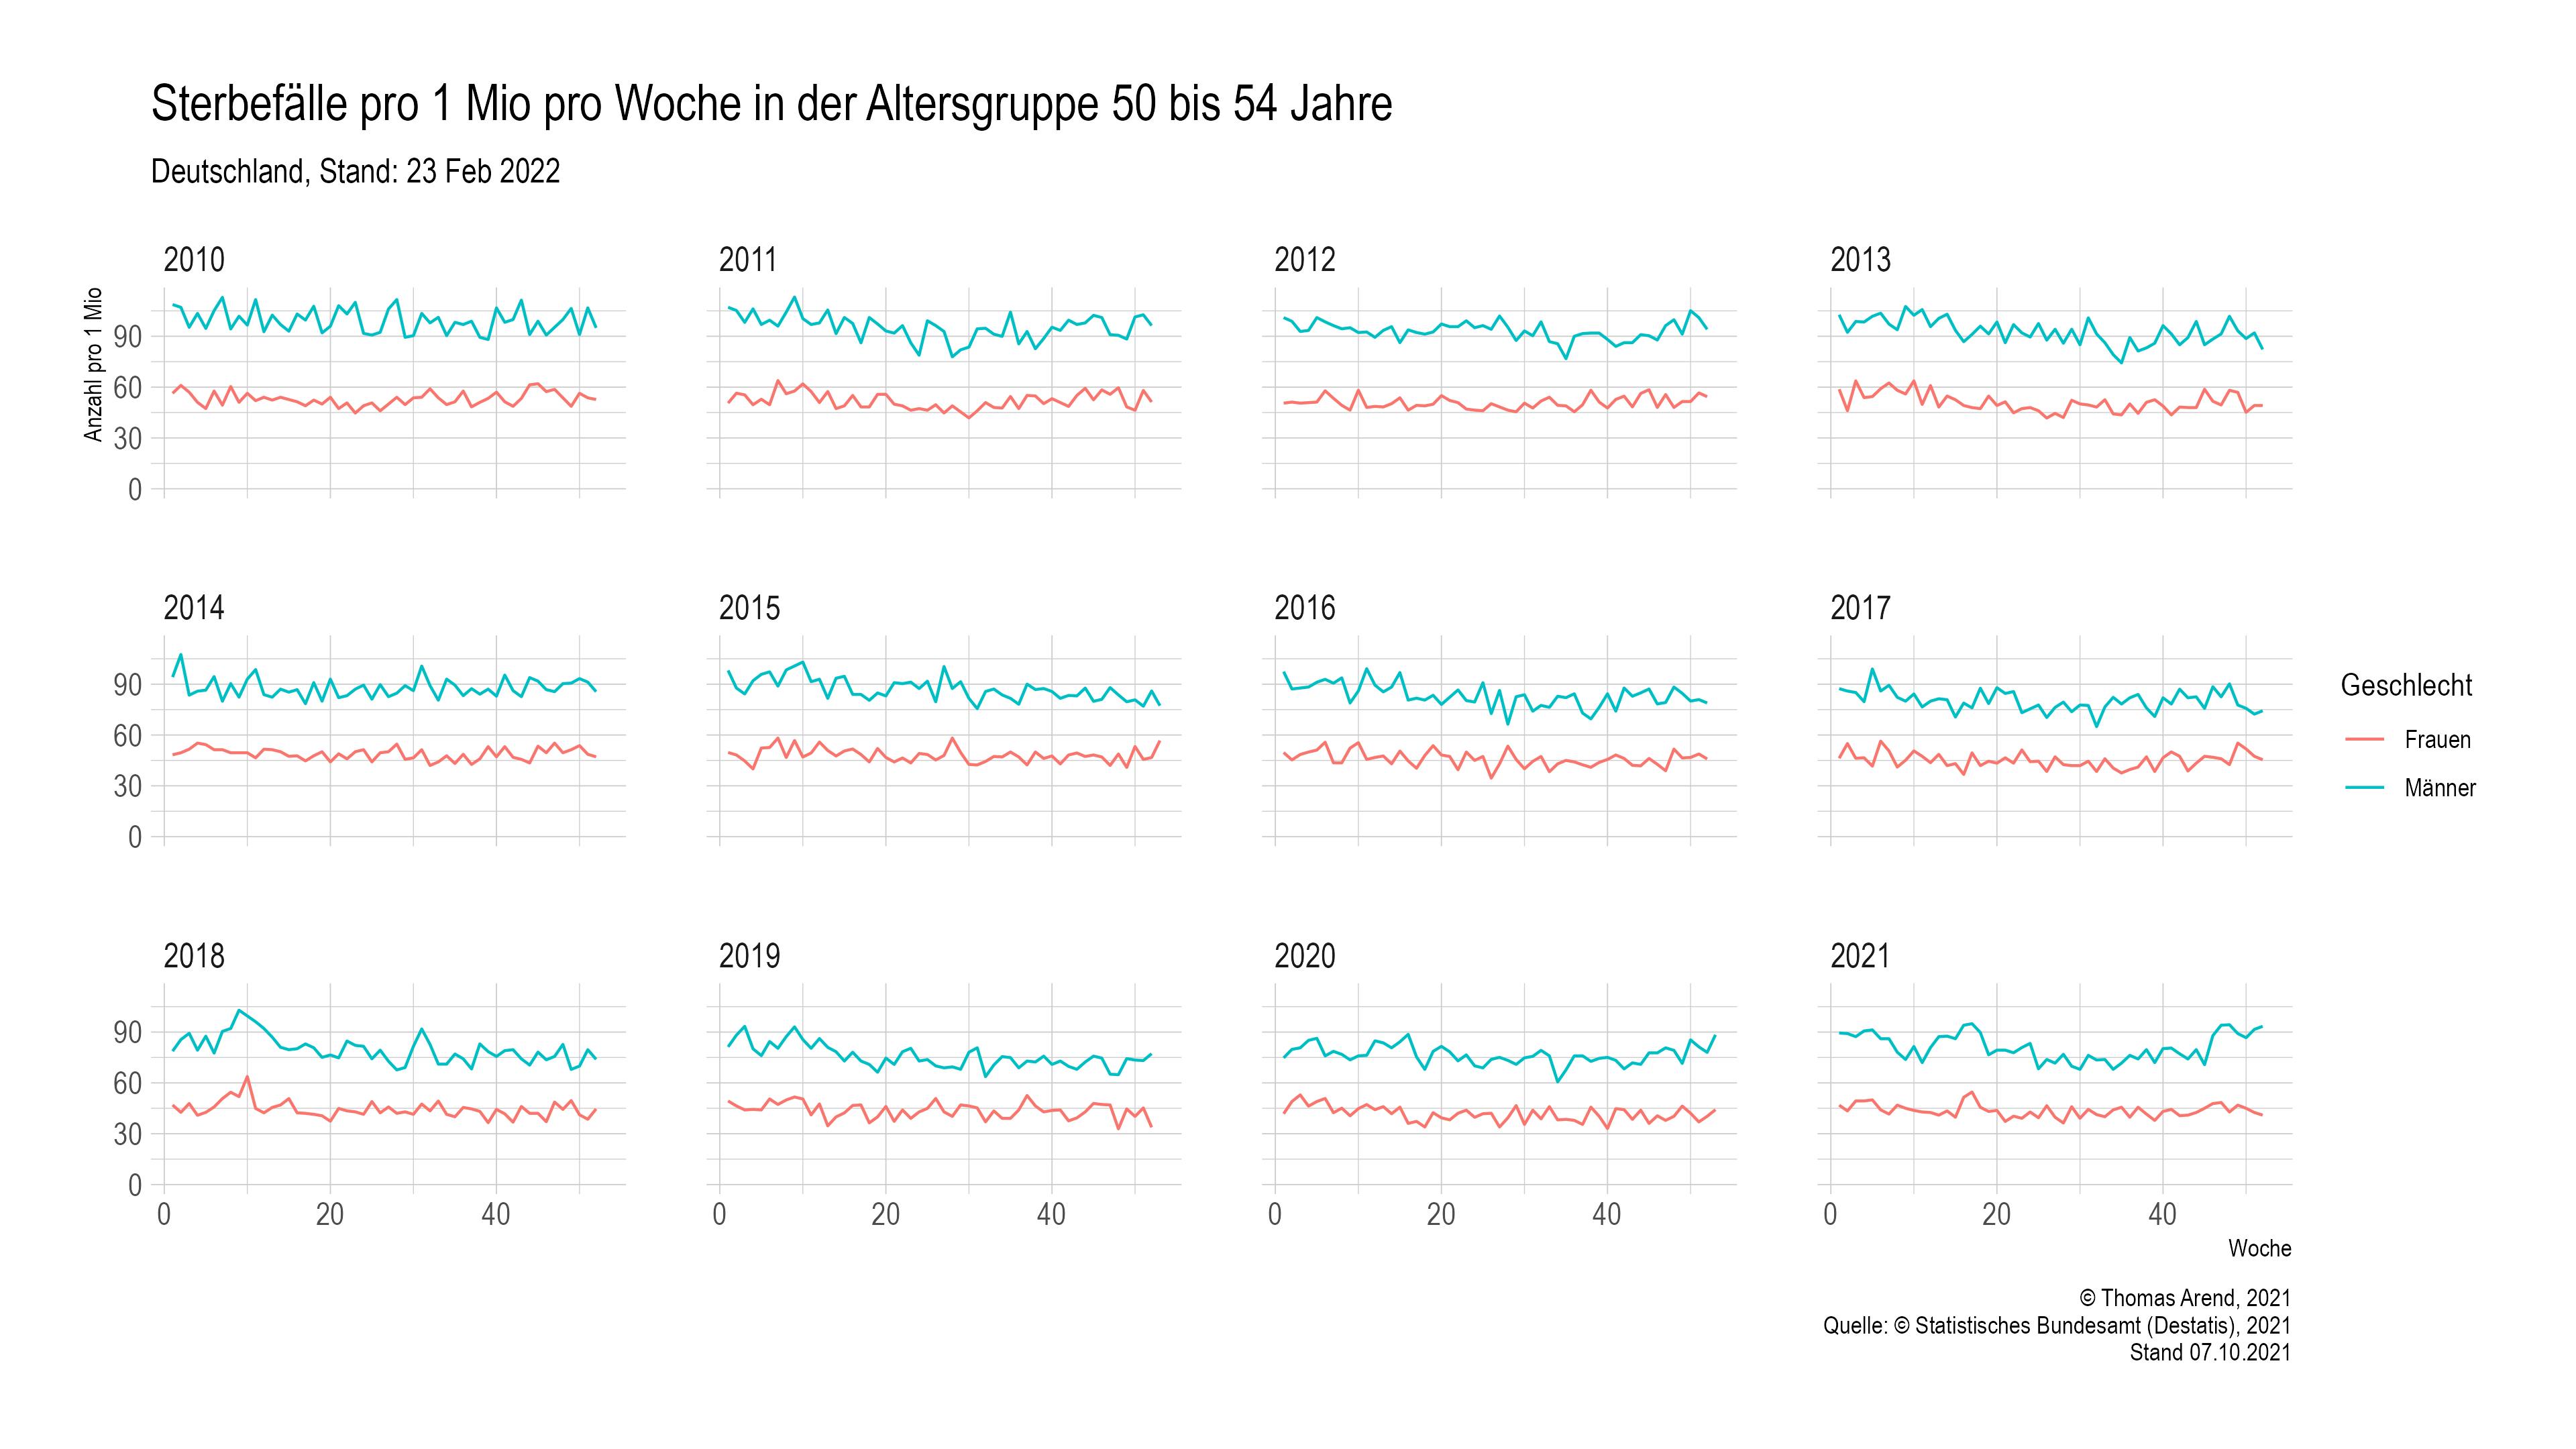 Sterbefälle pro 1 Mio pro Woche in der Altersgruppe 50 bis 54 Jahre
Deutschland, Stand: 23 Feb 2022
2010
2011
2012
2013
Anzahl pro 1 Mio
90
60
30
0
2014
2015
2016
2017
90
60
30
0
Geschlecht
Frauen
Männer
2018
2019
2020
2021
90
60
30
0
0 20 40
0 20 40
0 20 40
0 20 40
Woche
© Thomas Arend, 2021
Quelle: © Statistisches Bundesamt (Destatis), 2021
Stand 07.10.2021